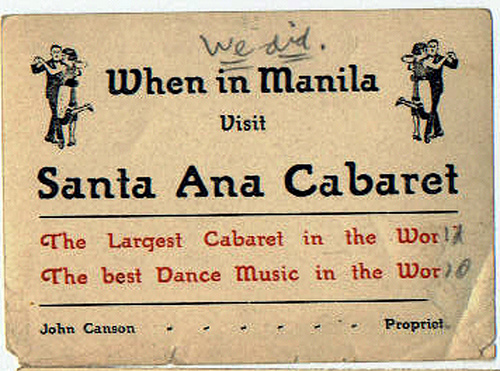 We did.
When in Manila
Visit
Santa Ana Cabaret
The Largest Cabaret in the Wor
The best Dance Music in the Wor
John Canson - - - - - - Propriet.